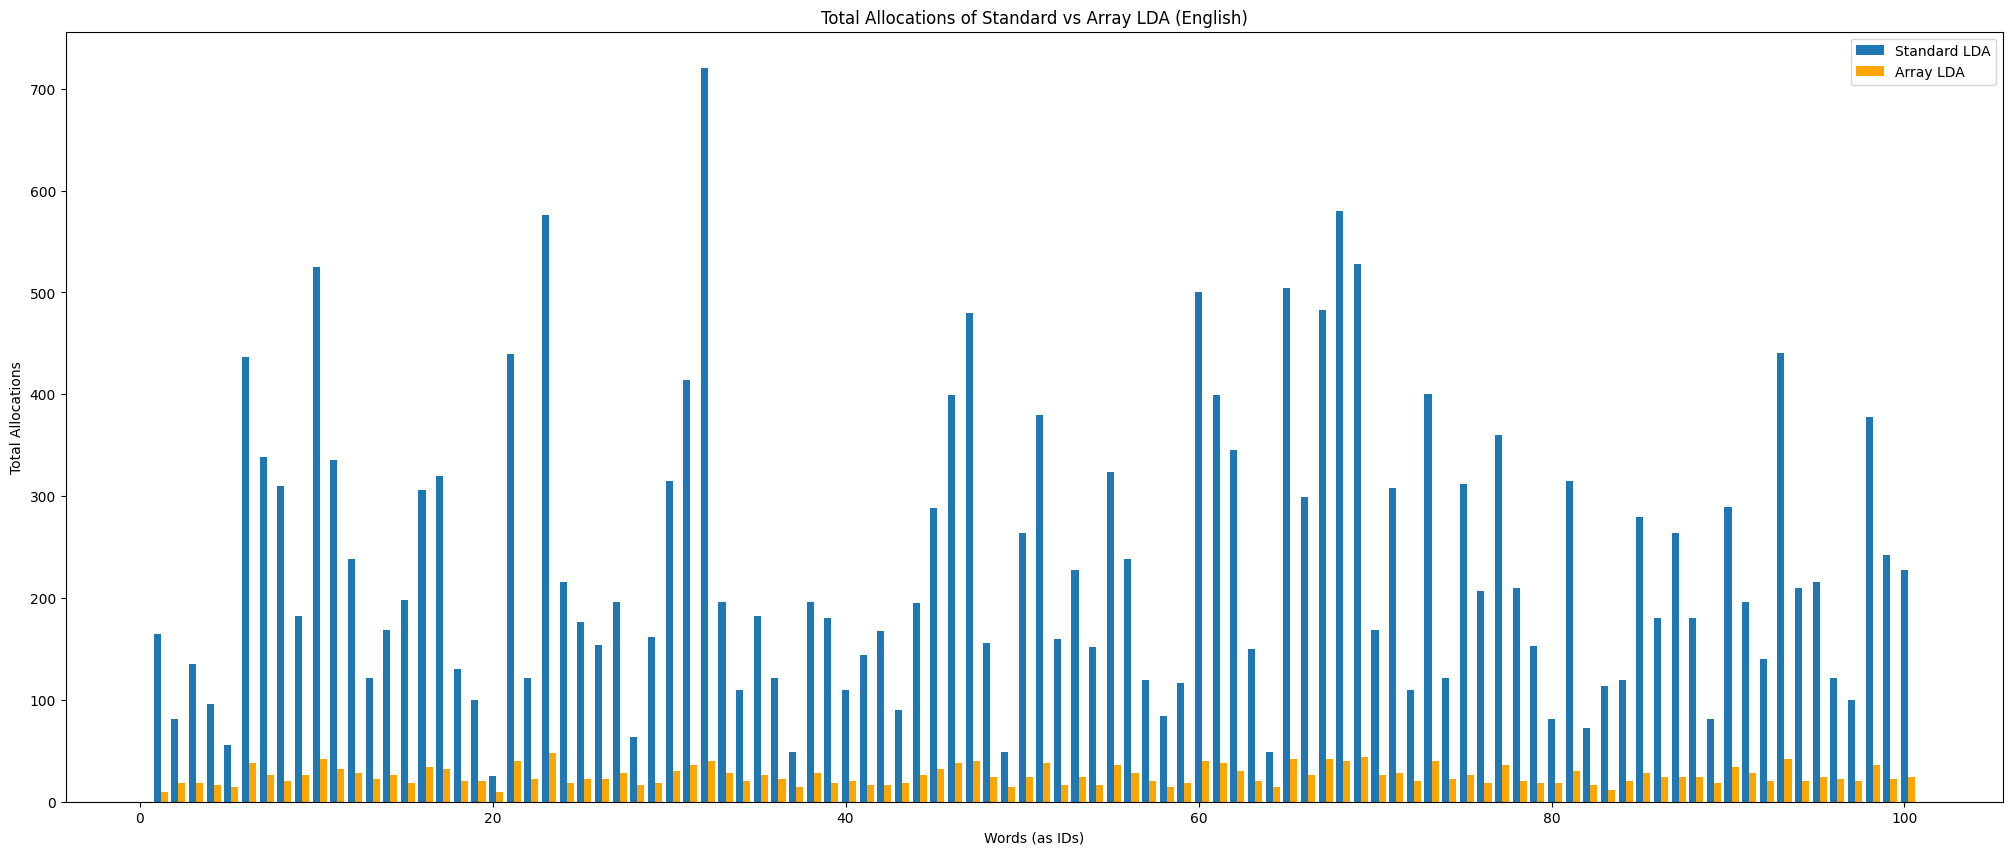 Total Allocations of Standard vs Array LDA (English)
Standard LDA
Array LDA
Total Allocations
700
600
500
400
300
200
100
0
0 20 40 60 80 100
Words (as IDs)